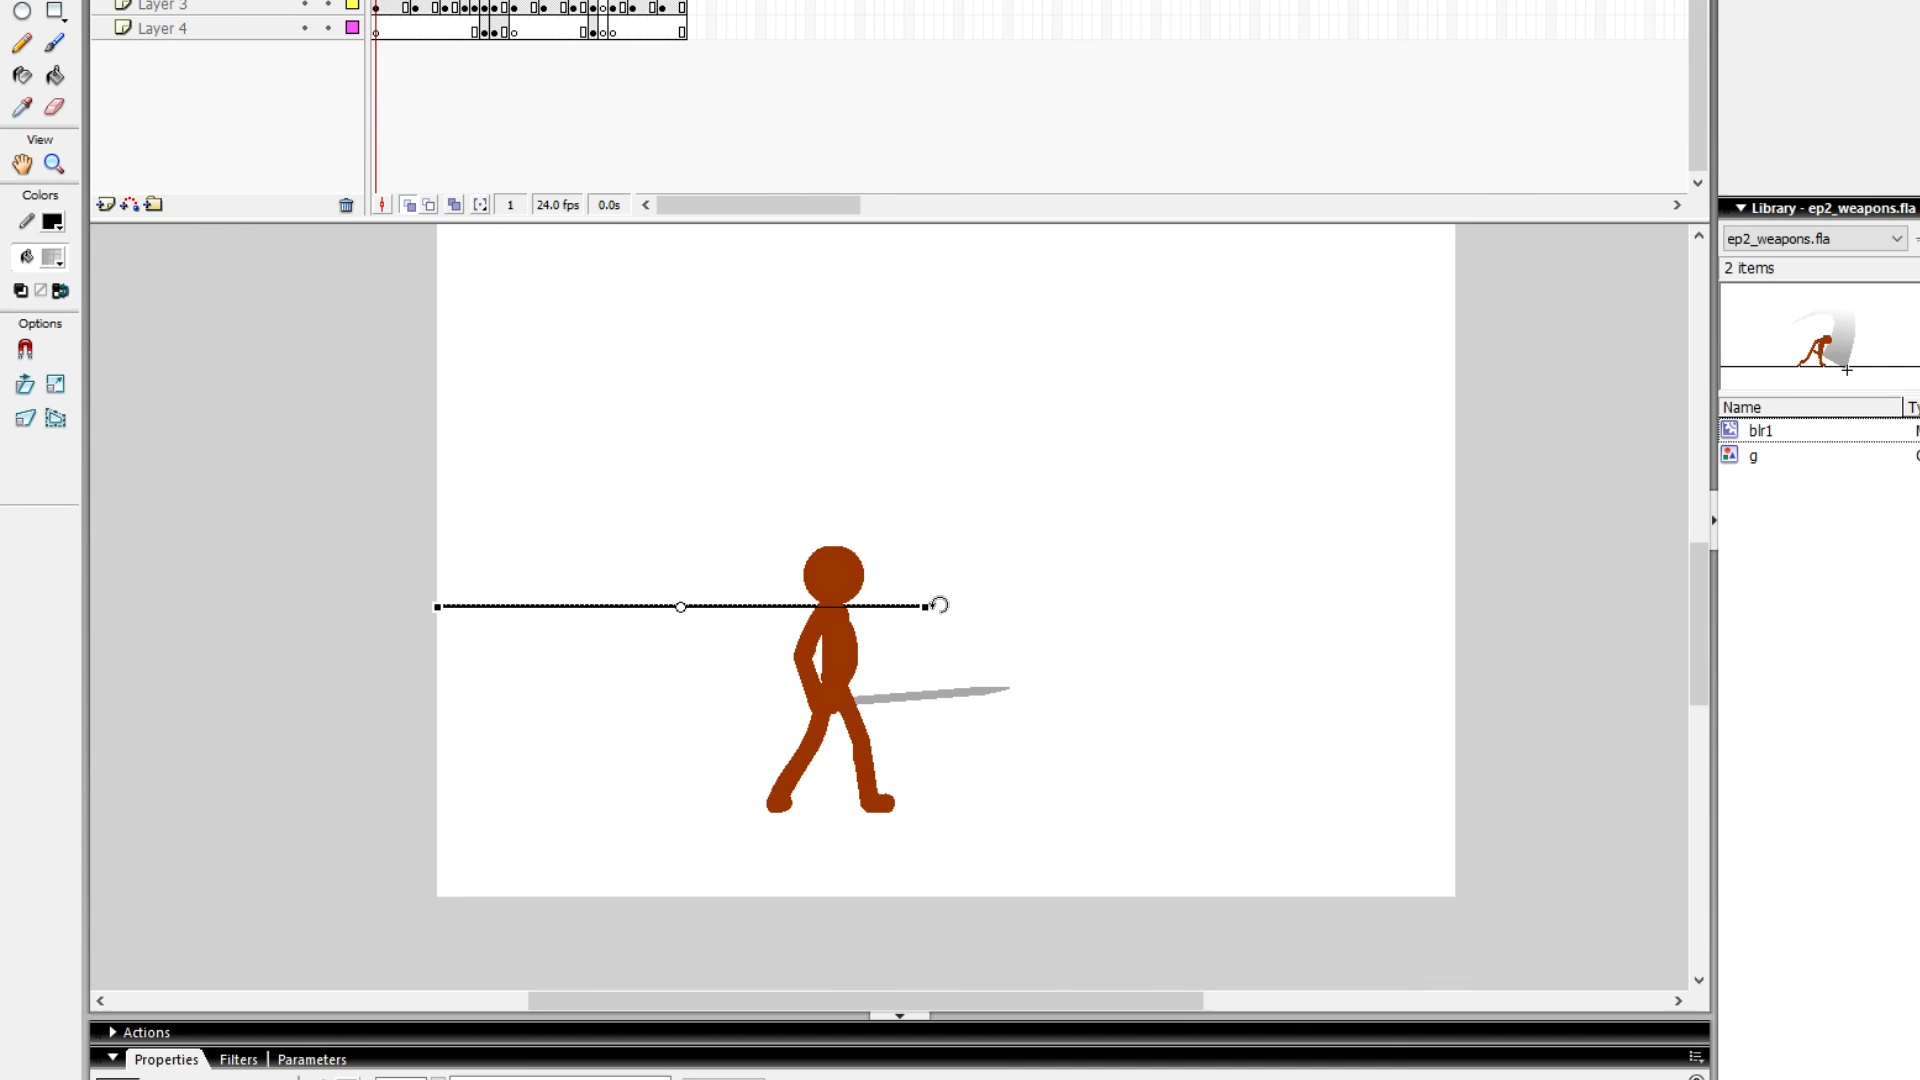 Layer 3
Layer 4
View
Colors
1
24.0 fps
0.0s
Options
Library - ep2_weapons.fla
ep2_weapons.fla
2 items
Name
blr1
g
Actions
Properties
Filters
Parameters